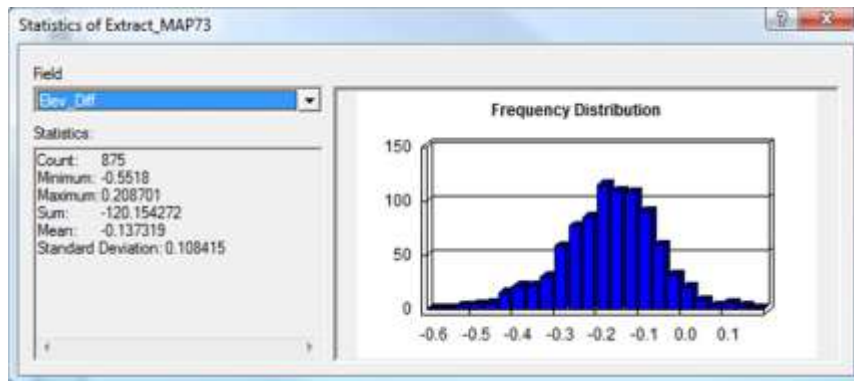 Statistics of Extract_MAP73
Field
Elev_Diff
Statistics:
Count: 875
Minimum: -0.5518
Maximum: 0.208701
Sum: -120.154272
Mean: -0.137319
Standard Deviation: 0.108415
Frequency Distribution
150
100
50
0
-0.6 -0.5 -0.4 -0.3 -0.2 -0.1 0.0 0.1